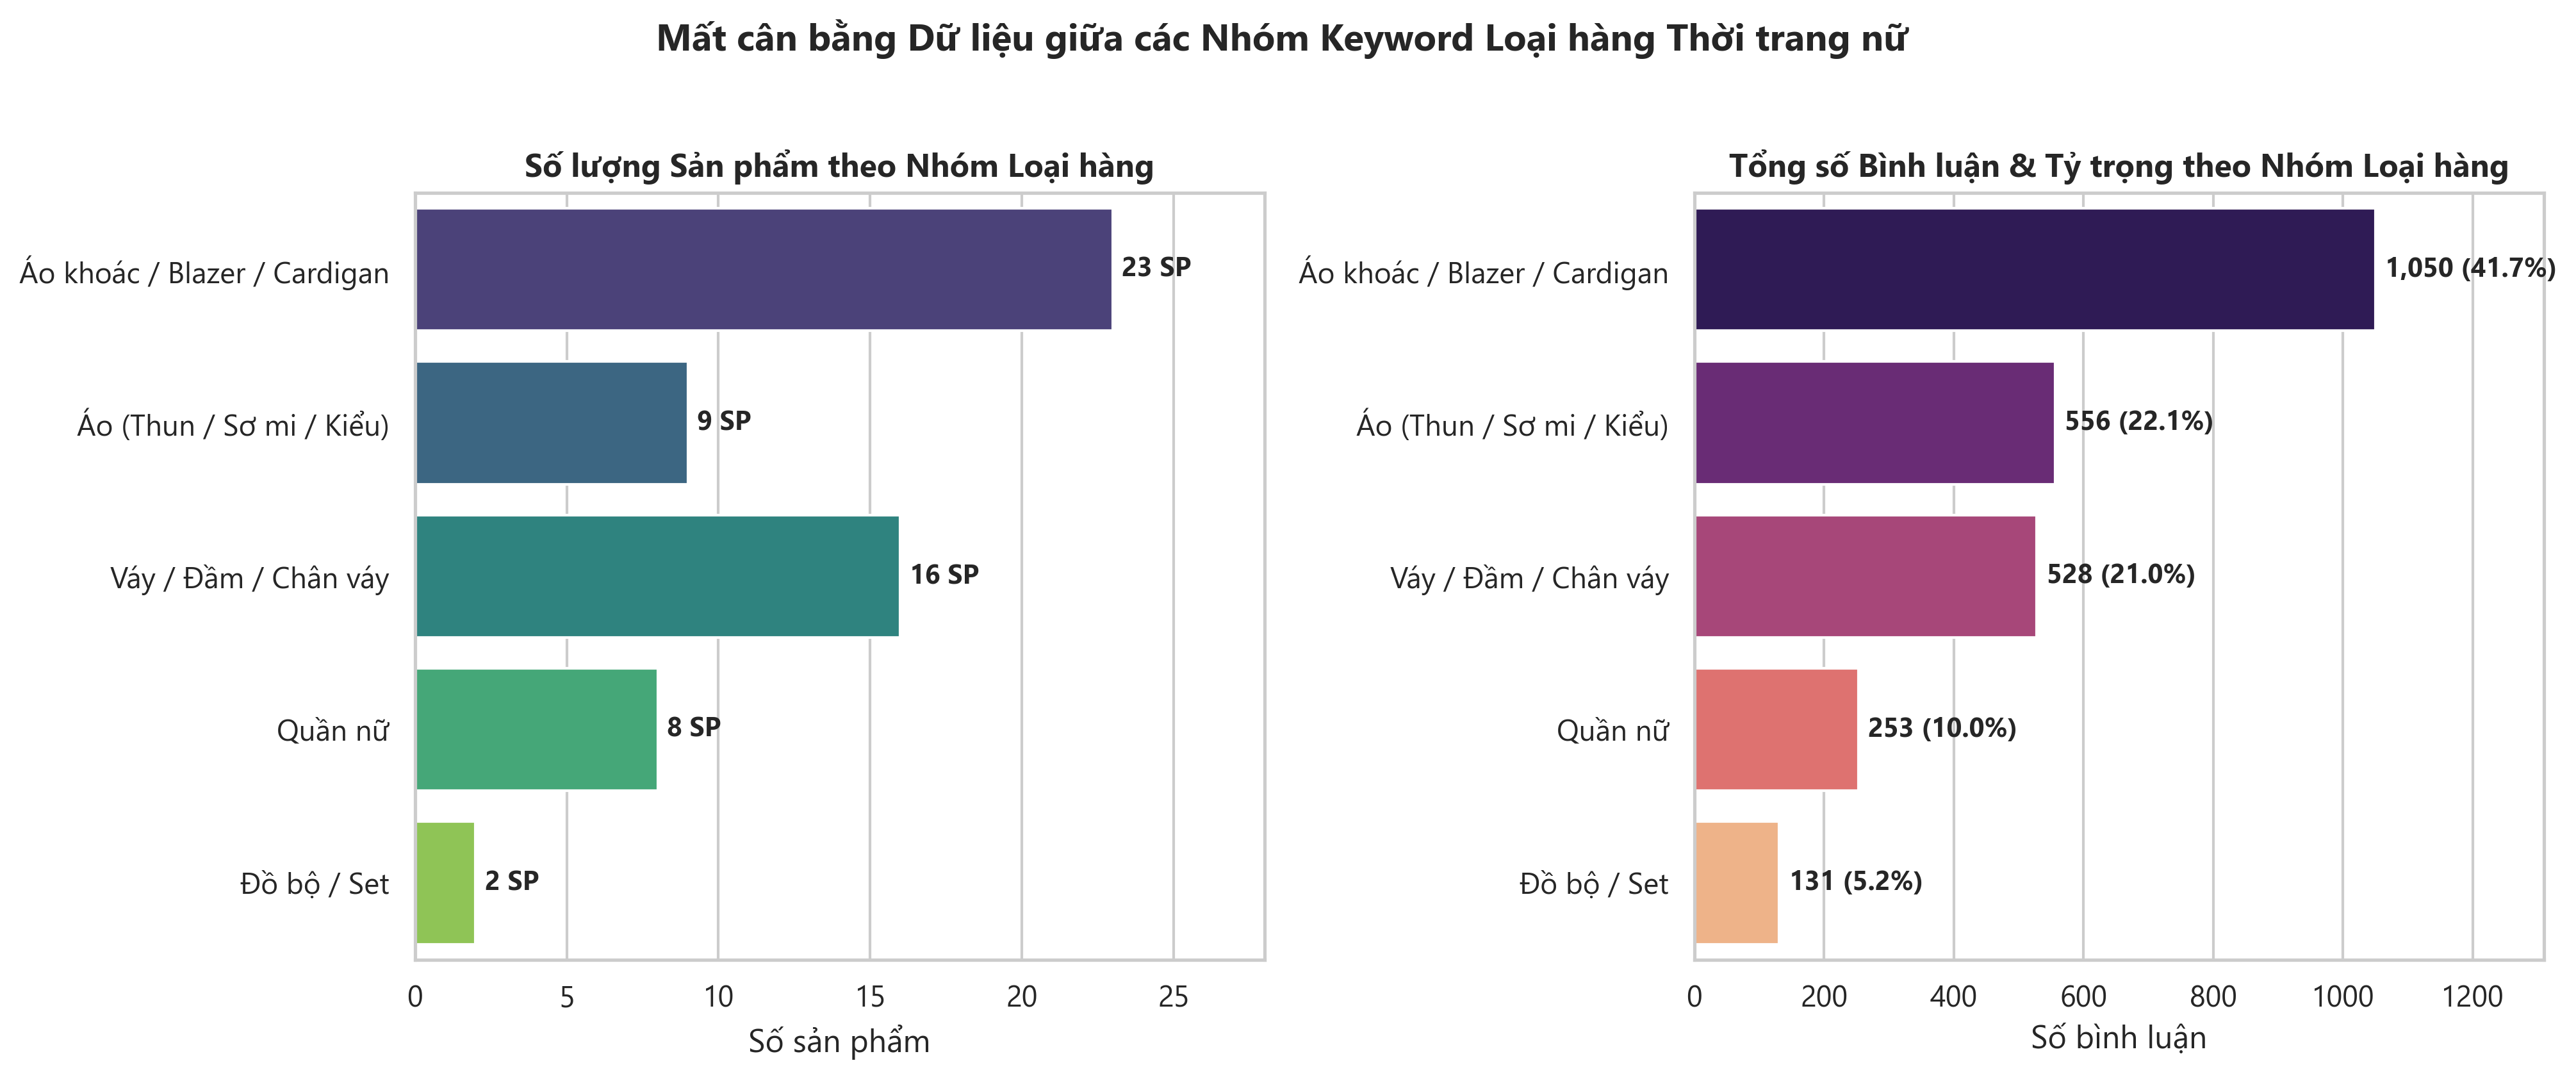 Mất cân bằng Dữ liệu giữa các Nhóm Keyword Loại hàng Thời trang nữ
Số lượng Sản phẩm theo Nhóm Loại hàng
Áo khoác / Blazer / Cardigan
23 SP
Áo (Thun / Sơ mi / Kiểu)
9 SP
Váy / Đầm / Chân váy
16 SP
Quần nữ
8 SP
Đồ bộ / Set
2 SP
0 5 10 15 20 25
Số sản phẩm
Tổng số Bình luận & Tỷ trọng theo Nhóm Loại hàng
Áo khoác / Blazer / Cardigan
1,050 (41.7%)
Áo (Thun / Sơ mi / Kiểu)
556 (22.1%)
Váy / Đầm / Chân váy
528 (21.0%)
Quần nữ
253 (10.0%)
Đồ bộ / Set
131 (5.2%)
0 200 400 600 800 1000 1200
Số bình luận